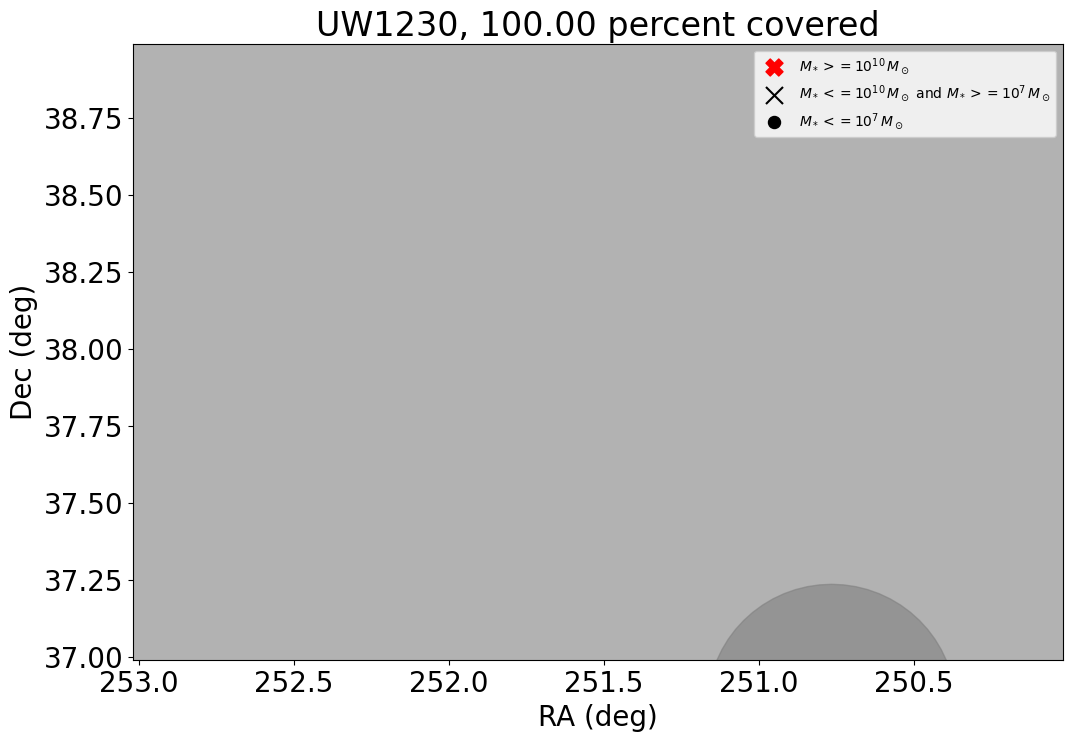 UW1230, 100.00 percent covered
M* >= 10^10 M⊙
M* <= 10^10 M⊙ and M* >= 10^7 M⊙
M* <= 10^7 M⊙
38.75
38.50
38.25
38.00
37.75
37.50
37.25
37.00
Dec (deg)
253.0 252.5 252.0 251.5 251.0 250.5
RA (deg)